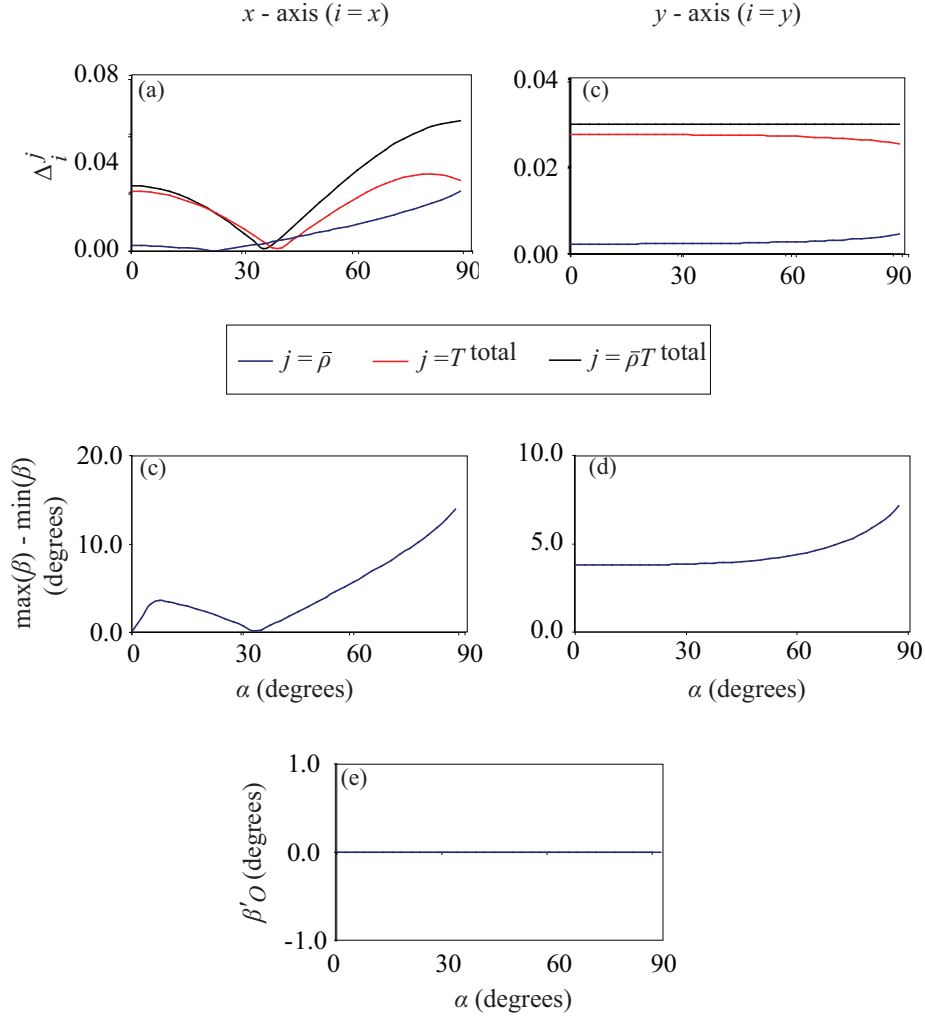 x - axis (i = x)
y - axis (i = y)
(a)
0.08
0.04
0.00
Δ_i^j
0 30 60 90
(c)
0.04
0.02
0.00
0 30 60 90
j = ρ̄ j =T total j = ρ̄T total
(c)
20.0
10.0
0.0
max(β) - min(β)
(degrees)
0 30 60 90
α (degrees)
(d)
10.0
5.0
0.0
0 30 60 90
α (degrees)
(e)
1.0
0.0
-1.0
β'O (degrees)
0 30 60 90
α (degrees)